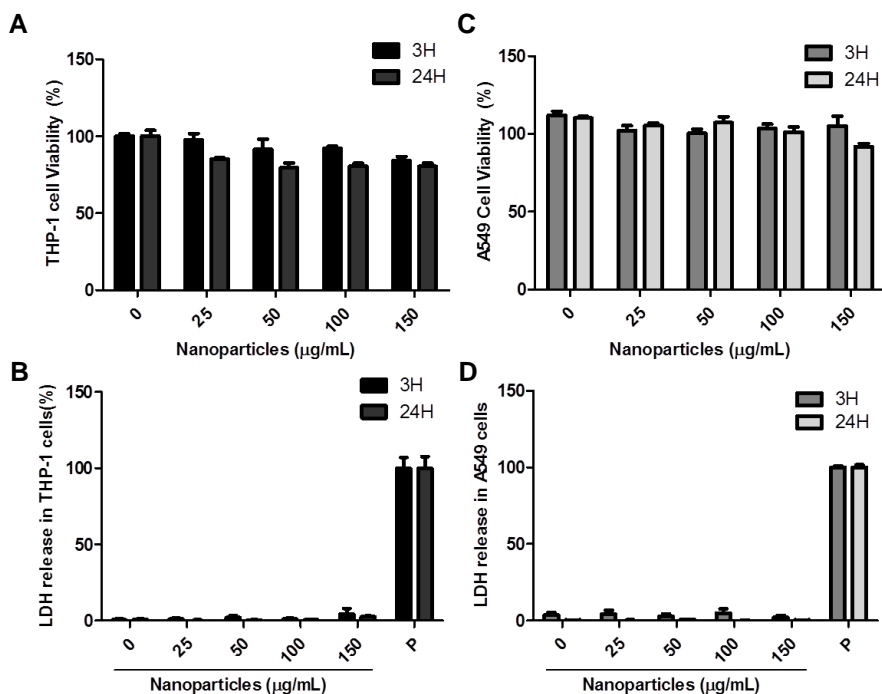 A
THP-1 cell Viability (%)
150
100
50
0
3H
24H
0 25 50 100 150
Nanoparticles (μg/mL)
C
A549 Cell Viability (%)
150
100
50
0
3H
24H
0 25 50 100 150
Nanoparticles (μg/mL)
B
LDH release in THP-1 cells(%)
150
100
50
0
3H
24H
0 25 50 100 150 P
Nanoparticles (μg/mL)
D
LDH release in A549 cells
150
100
50
0
3H
24H
0 25 50 100 150 P
Nanoparticles (μg/mL)